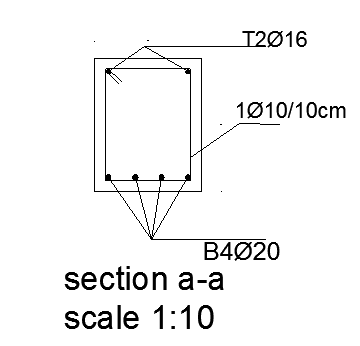 T2Ø16
1Ø10/10cm
B4Ø20
section a-a
scale 1:10